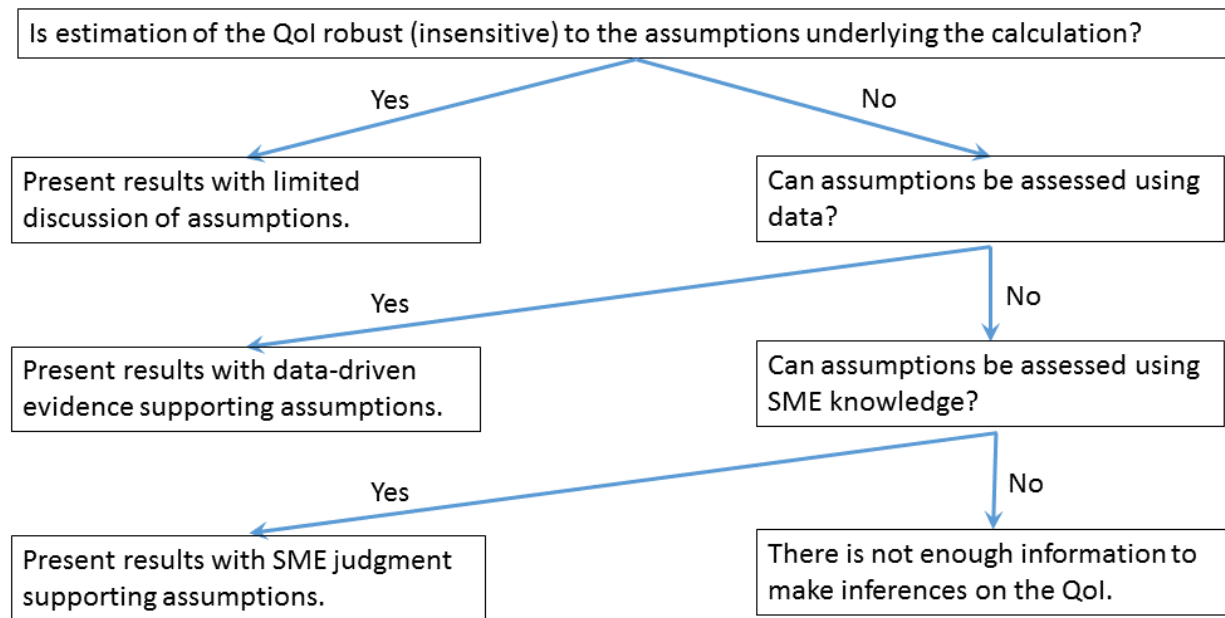 Is estimation of the QoI robust (insensitive) to the assumptions underlying the calculation?
Yes
No
Present results with limited
discussion of assumptions.
Can assumptions be assessed using
data?
Yes
No
Present results with data-driven
evidence supporting assumptions.
Can assumptions be assessed using
SME knowledge?
Yes
No
Present results with SME judgment
supporting assumptions.
There is not enough information to
make inferences on the QoI.